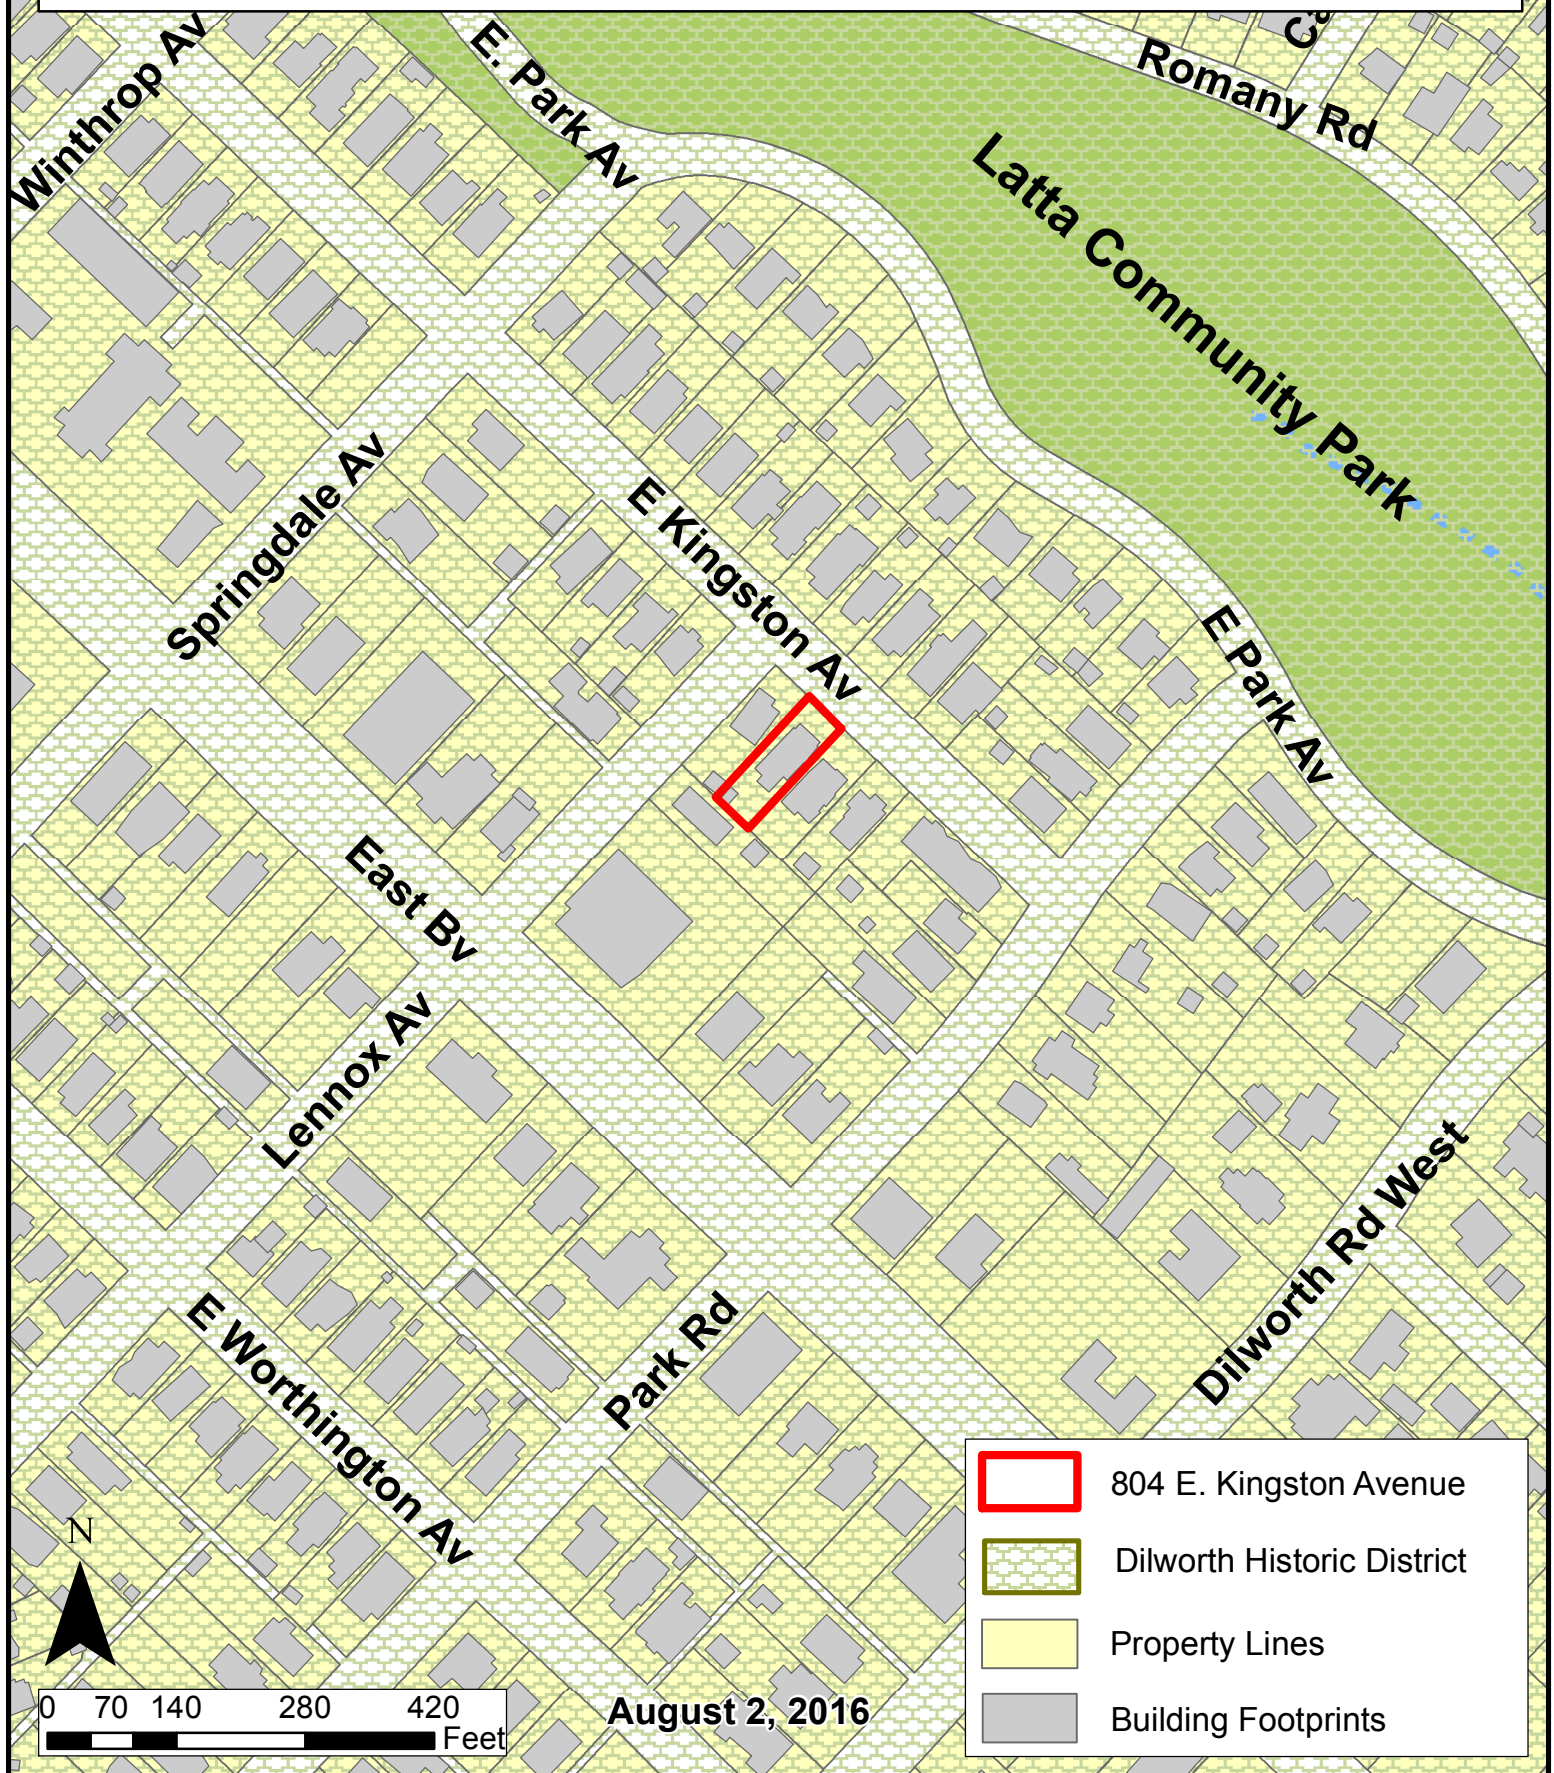 Winthrop Av
E. Park Av
Romany Rd
Latta Community Park
Springdale Av
E Kingston Av
E Park Av
East Bv
Lennox Av
Dilworth Rd West
E Worthington Av
Park Rd
N
0 70 140 280 420
Feet
August 2, 2016
804 E. Kingston Avenue
Dilworth Historic District
Property Lines
Building Footprints